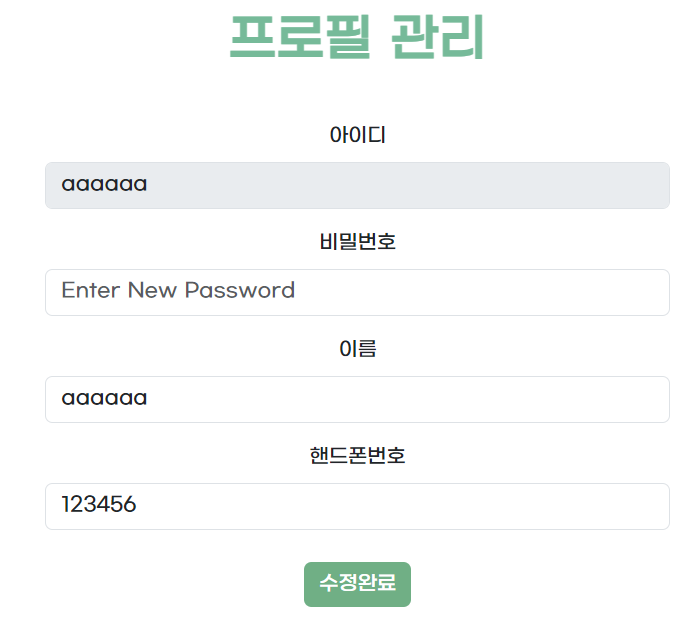 프로필 관리
아이디
aaaaaa
비밀번호
Enter New Password
이름
aaaaaa
핸드폰번호
123456
수정완료